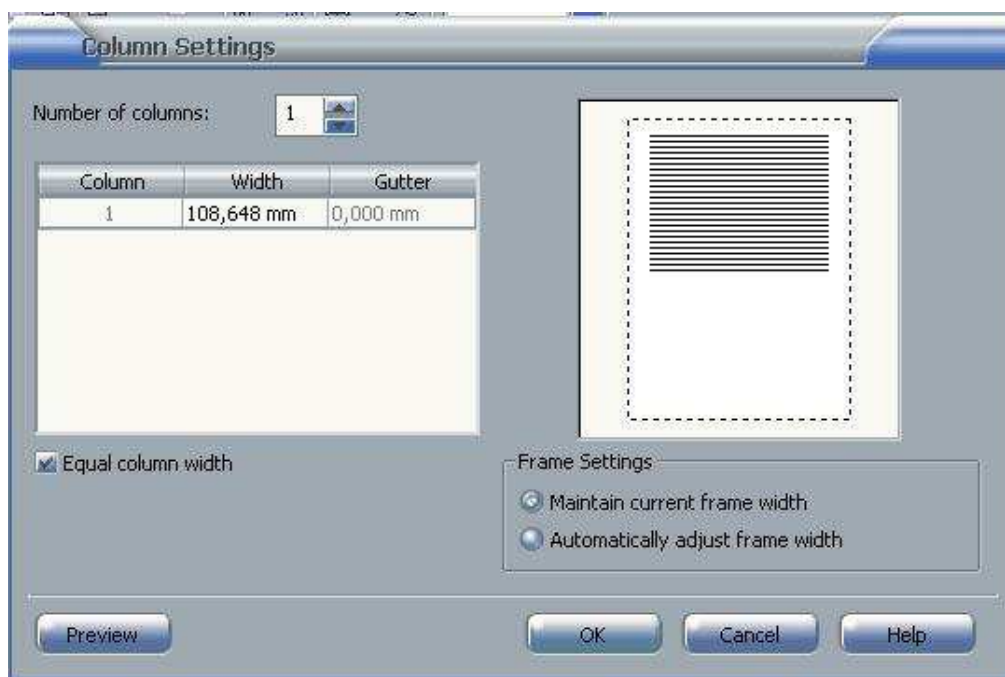 Column Settings
Number of columns: 1
Column Width Gutter
1 108,648 mm 0,000 mm
Equal column width
Frame Settings
Maintain current frame width
Automatically adjust frame width
Preview OK Cancel Help